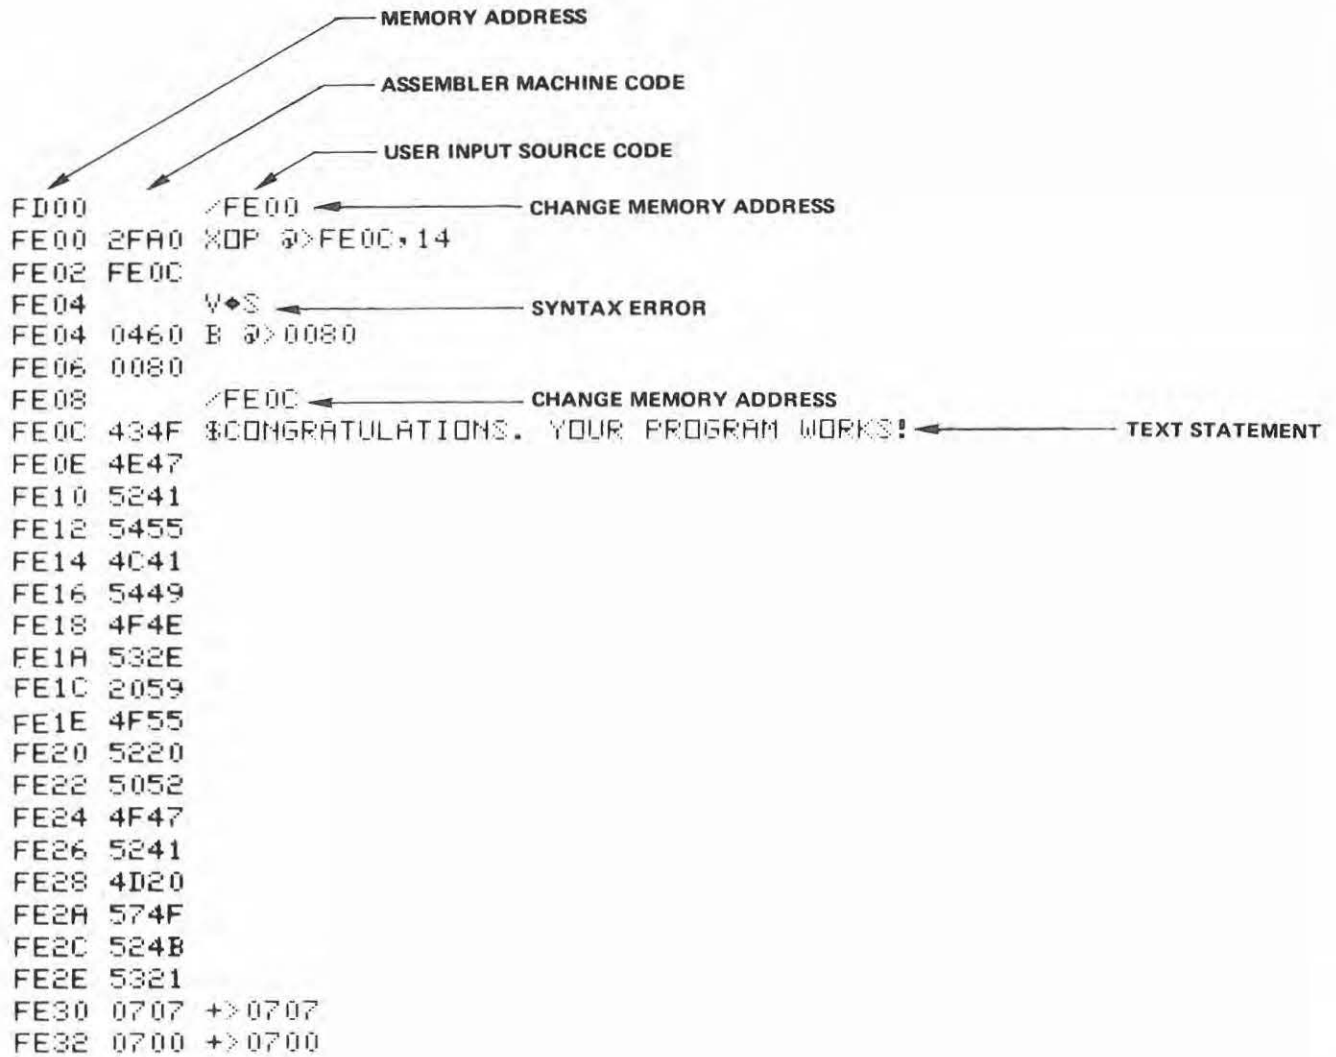 MEMORY ADDRESS
ASSEMBLER MACHINE CODE
USER INPUT SOURCE CODE
FD00 /FE00 CHANGE MEMORY ADDRESS
FE00 2FA0 XOP @>FE0C,14
FE02 FE0C
FE04 V◆S SYNTAX ERROR
FE04 0460 B @>0080
FE06 0080
FE08 /FE0C CHANGE MEMORY ADDRESS
FE0C 434F $CONGRATULATIONS. YOUR PROGRAM WORKS! TEXT STATEMENT
FE0E 4E47
FE10 5241
FE12 5455
FE14 4C41
FE16 5449
FE18 4F4E
FE1A 532E
FE1C 2059
FE1E 4F55
FE20 5220
FE22 5052
FE24 4F47
FE26 5241
FE28 4D20
FE2A 574F
FE2C 524B
FE2E 5321
FE30 0707 +>0707
FE32 0700 +>0700